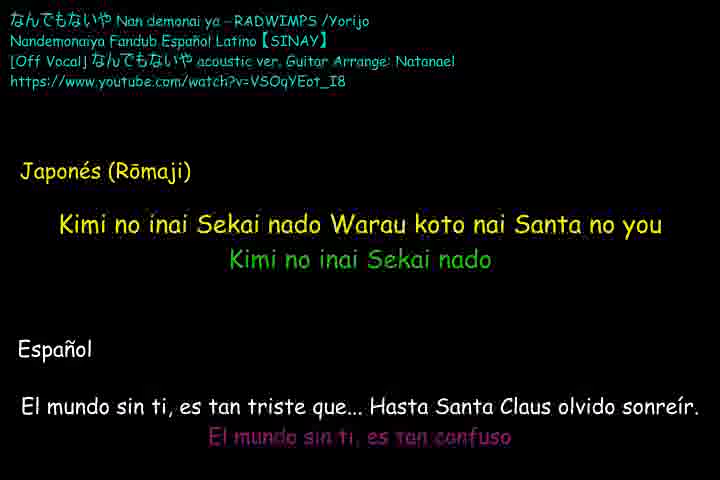 なんでもないや Nan demonai ya -RADWIMPS /Yorijo
Nandemonaiya Fandub Español Latino【SINAY】
[Off Vocal] なんでもないや acoustic ver. Guitar Arrange: Natanael
https://www.youtube.com/watch?v=VSOqYEot_I8
Japonés (Rōmaji)
Kimi no inai Sekai nado Warau koto nai Santa no you
Kimi no inai Sekai nado
Español
El mundo sin ti, es tan triste que... Hasta Santa Claus olvido sonreír.
El mundo sin ti, es tan confuso